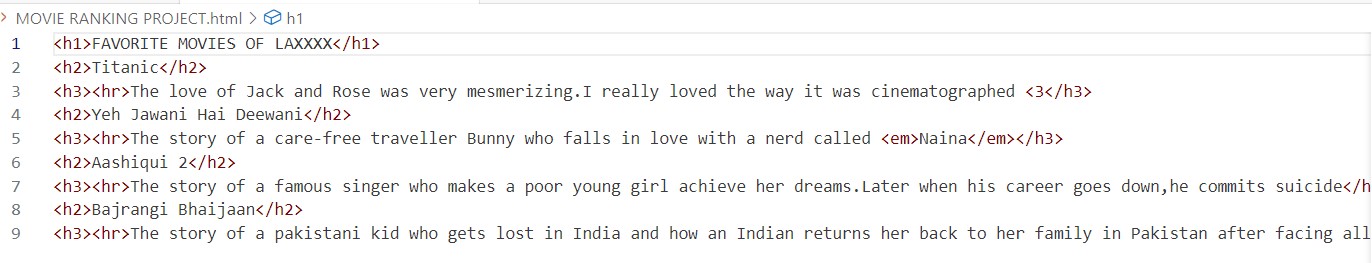 MOVIE RANKING PROJECT.html > h1
1 <h1>FAVORITE MOVIES OF LAXXXX</h1>
2 <h2>Titanic</h2>
3 <h3><hr>The love of Jack and Rose was very mesmerizing.I really loved the way it was cinematographed <3</h3>
4 <h2>Yeh Jawani Hai Deewani</h2>
5 <h3><hr>The story of a care-free traveller Bunny who falls in love with a nerd called <em>Naina</em></h3>
6 <h2>Aashiqui 2</h2>
7 <h3><hr>The story of a famous singer who makes a poor young girl achieve her dreams.Later when his career goes down,he commits suicide</h
8 <h2>Bajrangi Bhaijaan</h2>
9 <h3><hr>The story of a pakistani kid who gets lost in India and how an Indian returns her back to her family in Pakistan after facing all